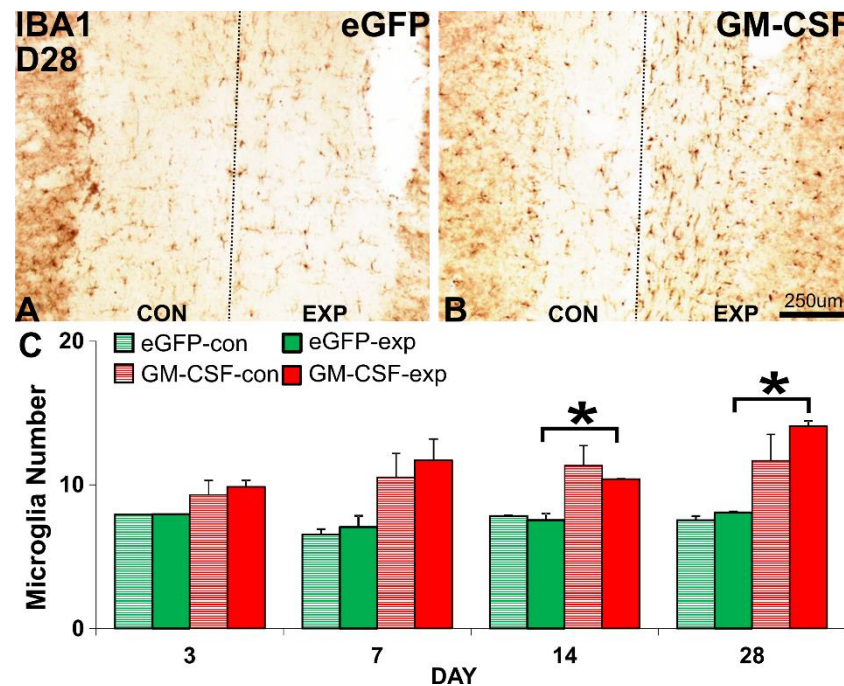 IBA1 eGFP GM-CSF
D28
A CON EXP B CON EXP 250um
C 20 eGFP-con eGFP-exp
GM-CSF-con GM-CSF-exp
* *
10
0
3 7 14 28
DAY
Microglia Number